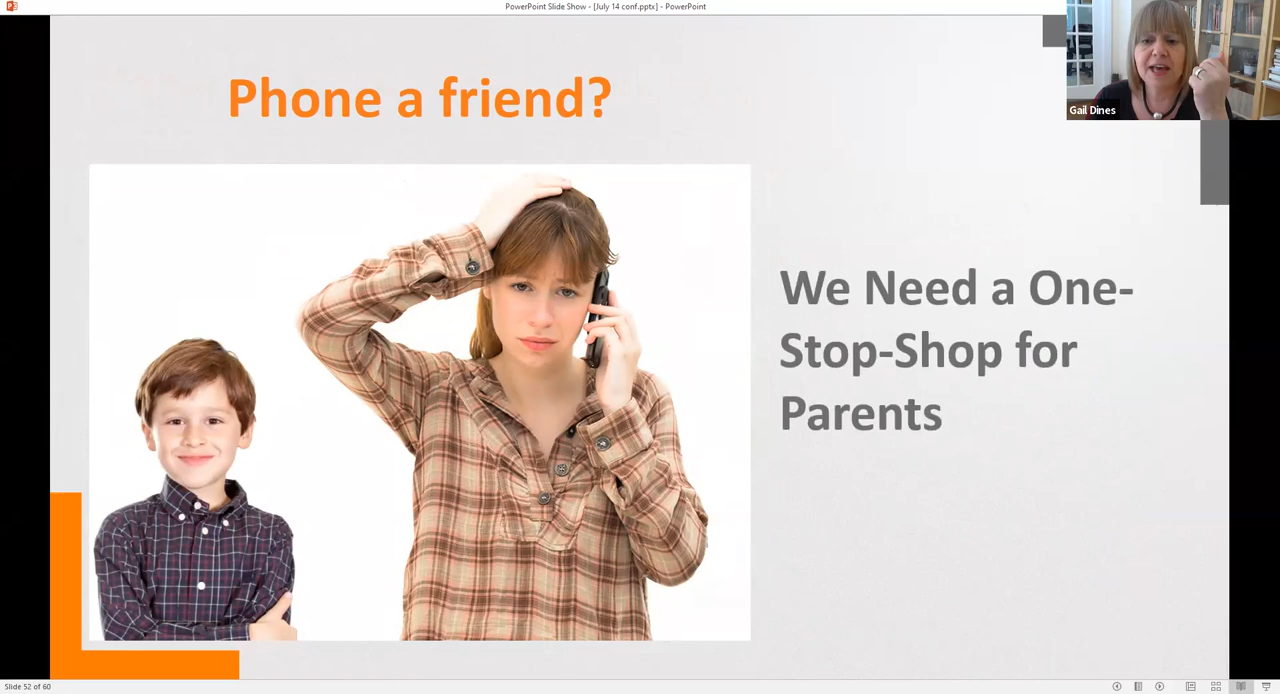 PowerPoint Slide Show - [July 14 conf.pptx] - PowerPoint
Phone a friend?
Gail Dines
We Need a One-
Stop-Shop for
Parents
Slide 52 of 60